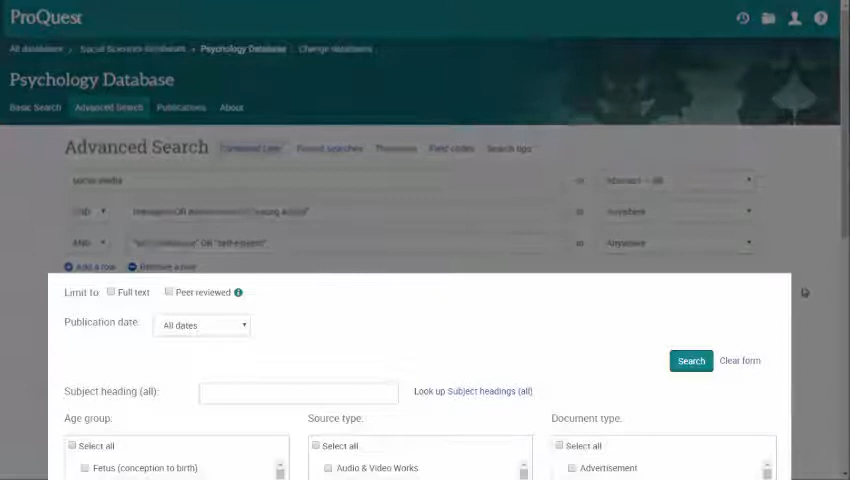 ProQuest
All databases > Social Sciences Database > Psychology Database Change databases
Psychology Database
Basic Search Advanced Search Publications About
Advanced Search Command Line Recent searches Thesaurus Field codes Search tips
social media in Abstract — AB
AND OR "young adults" in Anywhere
AND OR "self-esteem" in Anywhere
Add a row Remove a row
Limit to: Full text Peer reviewed
Publication date: All dates
Search Clear form
Subject heading (all): Look up Subject headings (all)
Age group: Source type: Document type:
Select all Select all Select all
Fetus (conception to birth) Audio & Video Works Advertisement